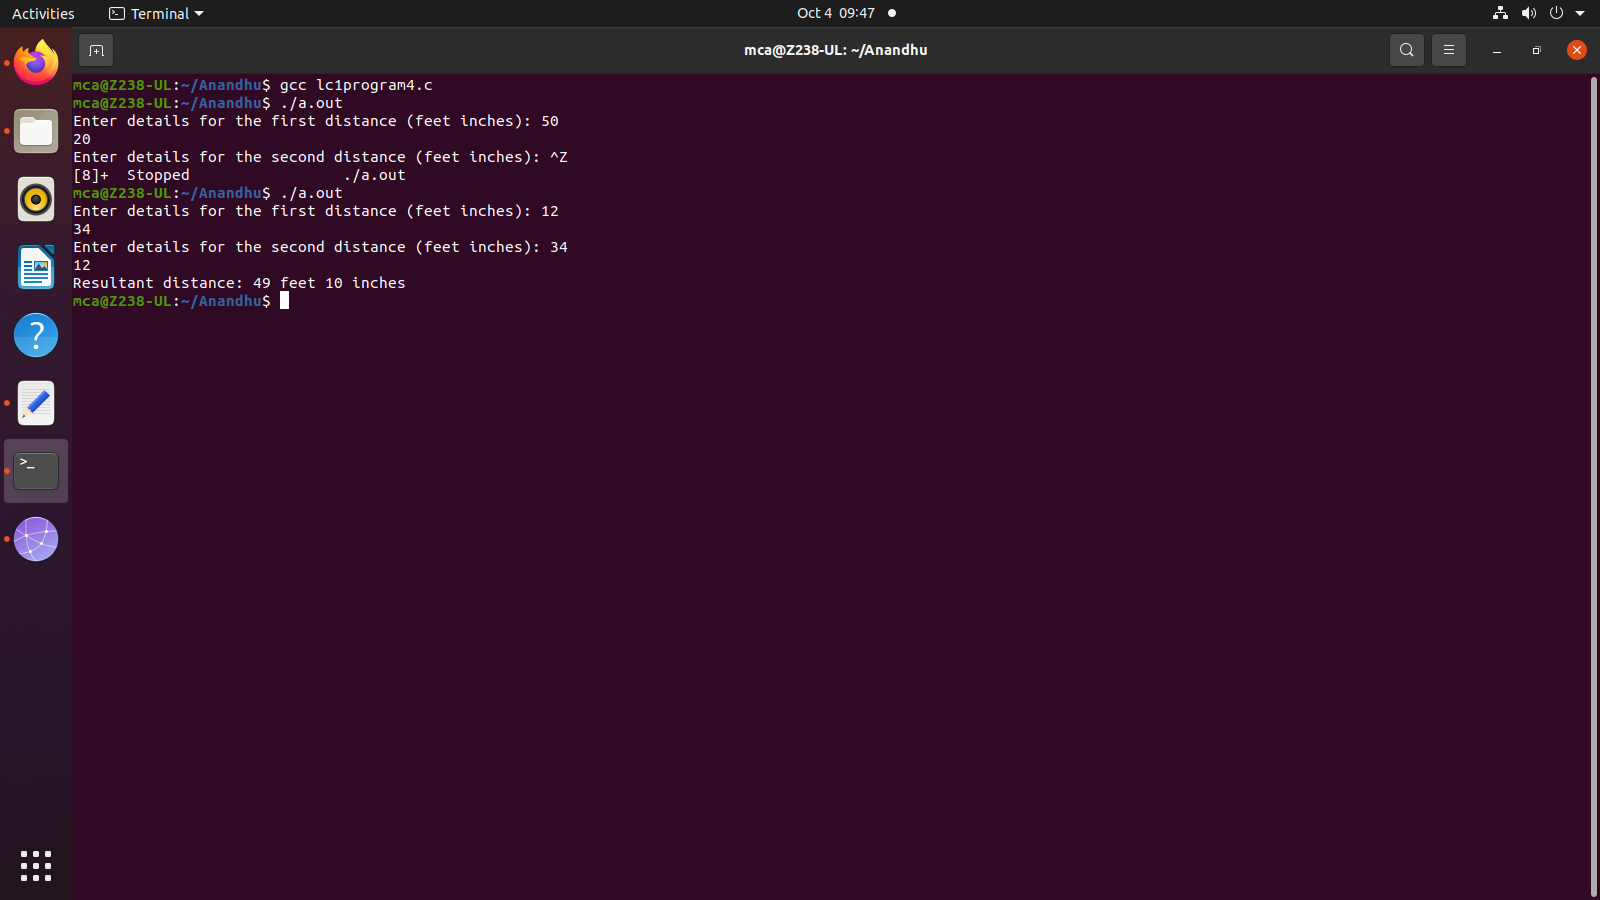 Activities Terminal Oct 4 09:47
mca@Z238-UL: ~/Anandhu
mca@Z238-UL:~/Anandhu$ gcc lc1program4.c
mca@Z238-UL:~/Anandhu$ ./a.out
Enter details for the first distance (feet inches): 50
20
Enter details for the second distance (feet inches): ^Z
[8]+  Stopped                 ./a.out
mca@Z238-UL:~/Anandhu$ ./a.out
Enter details for the first distance (feet inches): 12
34
Enter details for the second distance (feet inches): 34
12
Resultant distance: 49 feet 10 inches
mca@Z238-UL:~/Anandhu$